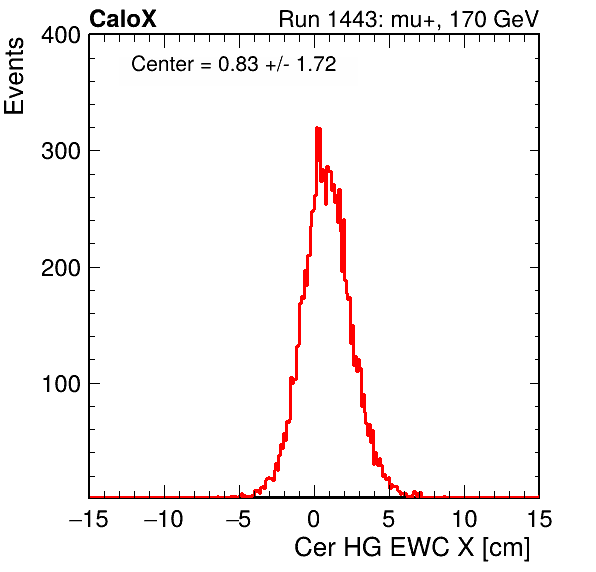 CaloX Run 1443: mu+, 170 GeV
Events
Center = 0.83 +/- 1.72
400
300
200
100
−15 −10 −5 0 5 10 15
Cer HG EWC X [cm]